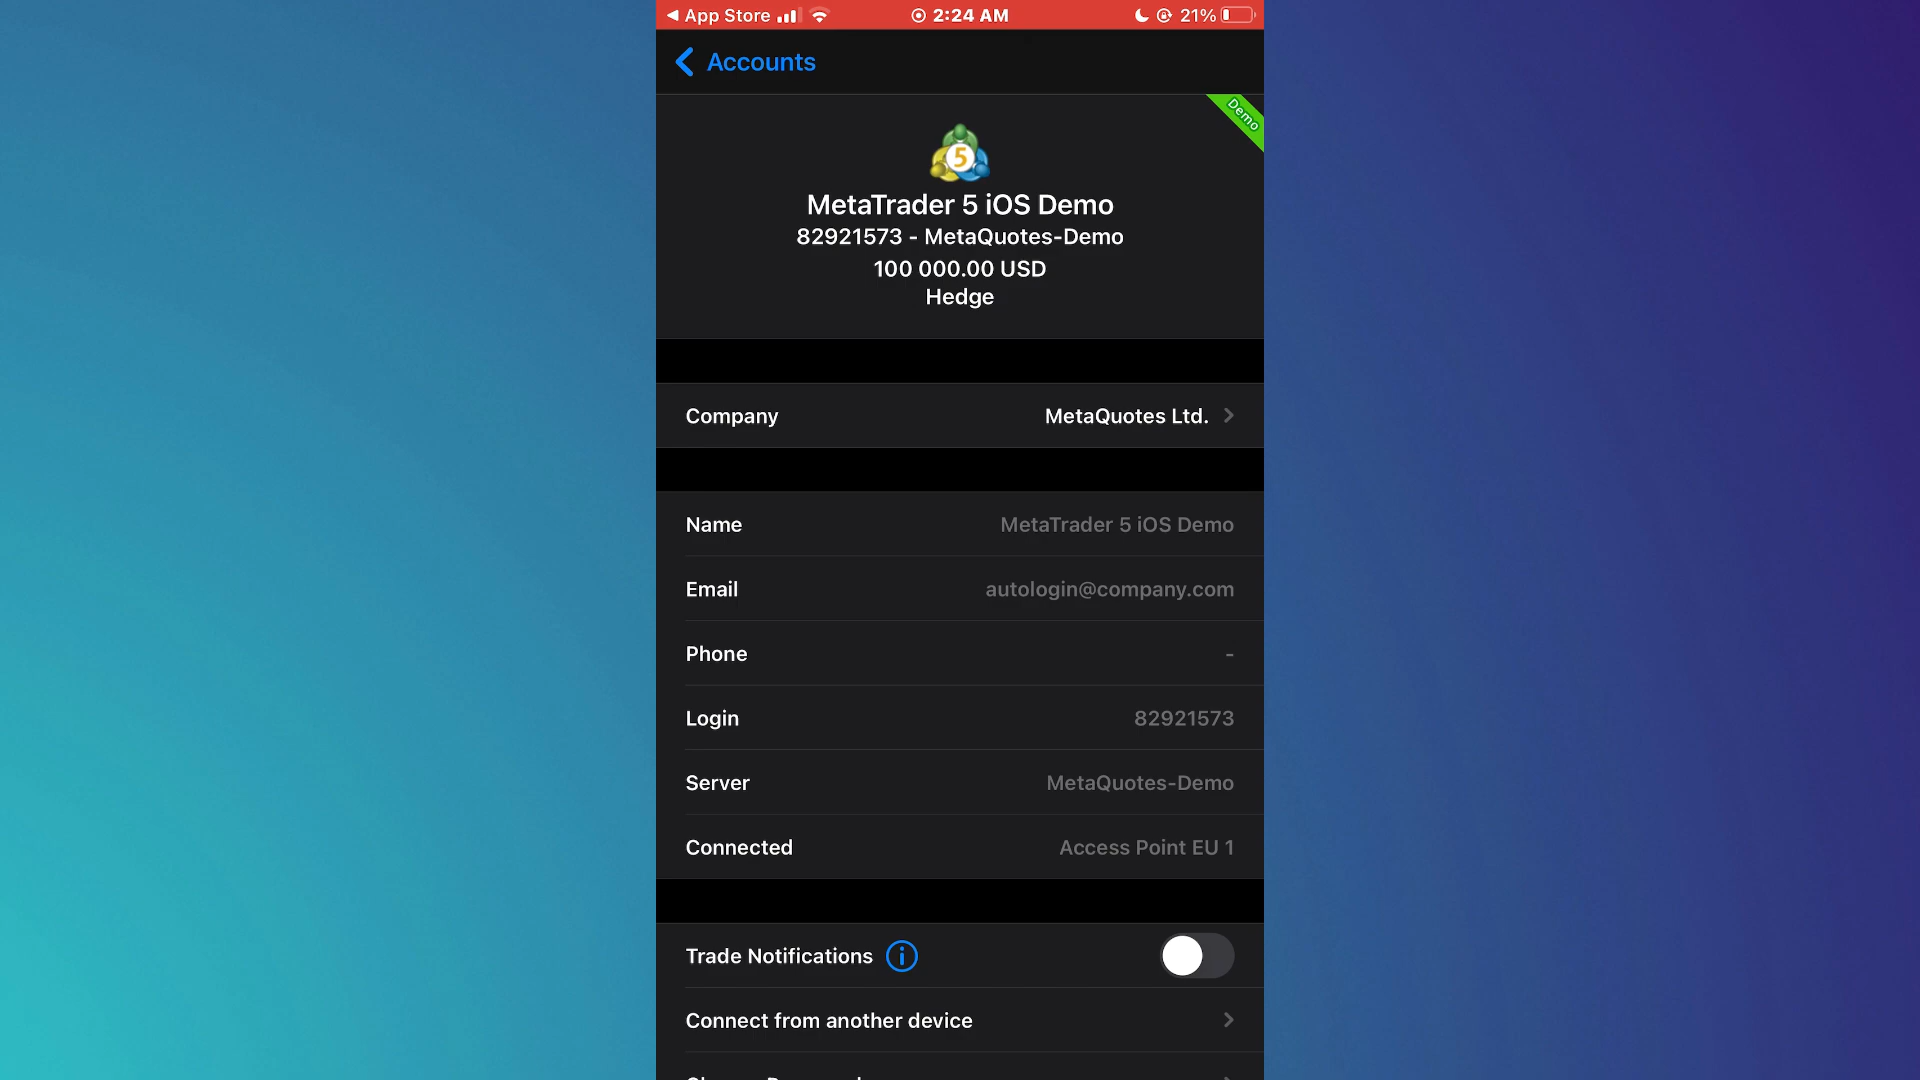 App Store 2:24 AM 21%
Accounts
Demo
5
MetaTrader 5 iOS Demo
82921573 - MetaQuotes-Demo
100 000.00 USD
Hedge
Company MetaQuotes Ltd.
Name MetaTrader 5 iOS Demo
Email autologin@company.com
Phone -
Login 82921573
Server MetaQuotes-Demo
Connected Access Point EU 1
Trade Notifications
Connect from another device